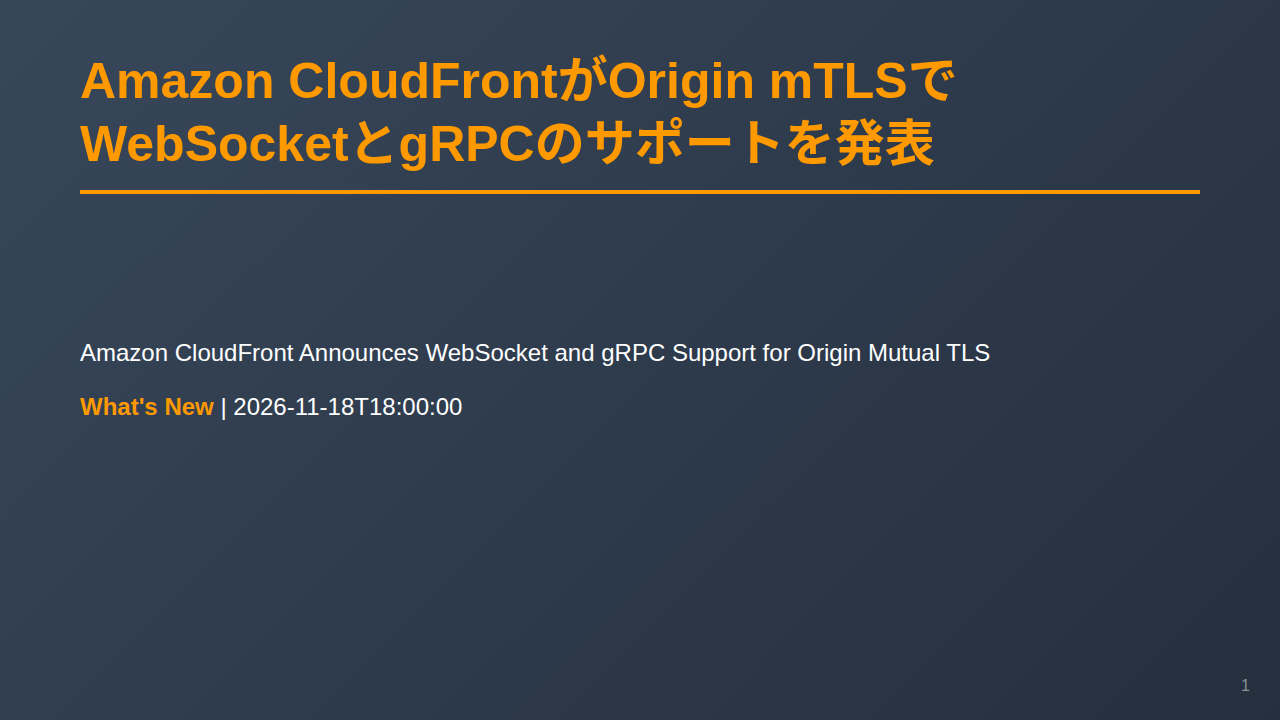 Amazon CloudFrontがOrigin mTLSで
WebSocketとgRPCのサポートを発表
Amazon CloudFront Announces WebSocket and gRPC Support for Origin Mutual TLS
What's New | 2026-11-18T18:00:00
1